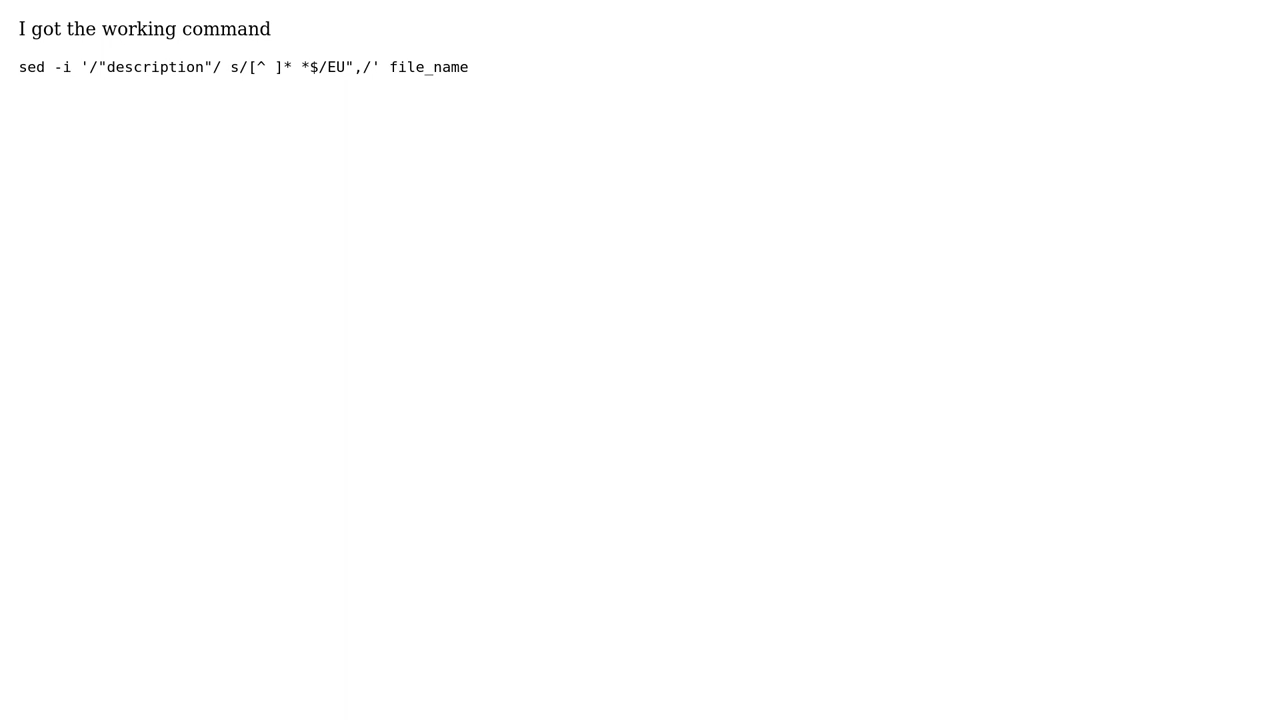 I got the working command
sed -i '/"description"/ s/[^ ]* *$/EU",/' file_name